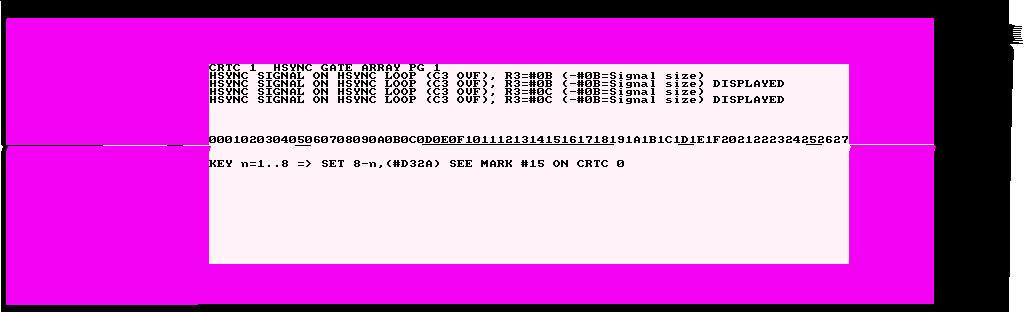 CRTC 1  HSYNC GATE ARRAY PG 1
HSYNC SIGNAL ON HSYNC LOOP (C3 OVF), R3=#0B (-#0B=Signal size)
HSYNC SIGNAL ON HSYNC LOOP (C3 OVF), R3=#0B (-#0B=Signal size) DISPLAYED
HSYNC SIGNAL ON HSYNC LOOP (C3 OVF), R3=#0C (-#0B=Signal size)
HSYNC SIGNAL ON HSYNC LOOP (C3 OVF), R3=#0C (-#0B=Signal size) DISPLAYED
000102030405060708090A0B0C0D0E0F101112131415161718191A1B1C1D1E1F2021222324252627
KEY n=1..8 => SET 8-n,(#D32A) SEE MARK #15 ON CRTC 0